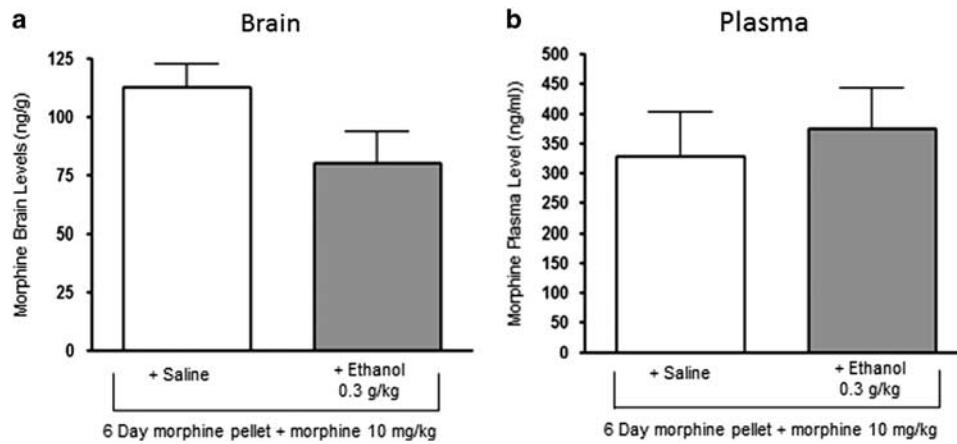 a
Brain
Morphine Brain Levels (ng/g)
125
100
75
50
25
0
+ Saline
+ Ethanol
0.3 g/kg
6 Day morphine pellet + morphine 10 mg/kg
b
Plasma
Morphine Plasma Level (ng/ml))
500
450
400
350
300
250
200
150
100
50
0
+ Saline
+ Ethanol
0.3 g/kg
6 Day morphine pellet + morphine 10 mg/kg